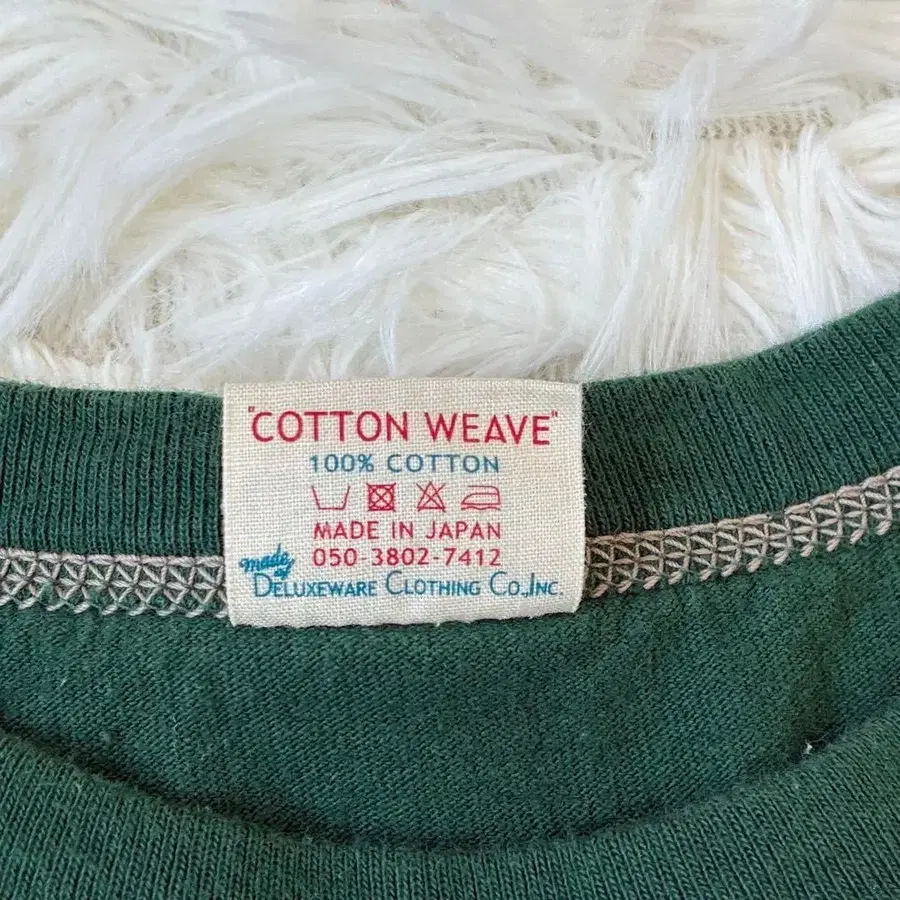 "COTTON WEAVE"
100% COTTON
MADE IN JAPAN
050-3802-7412
made by
DELUXEWARE CLOTHING CO.,INC.